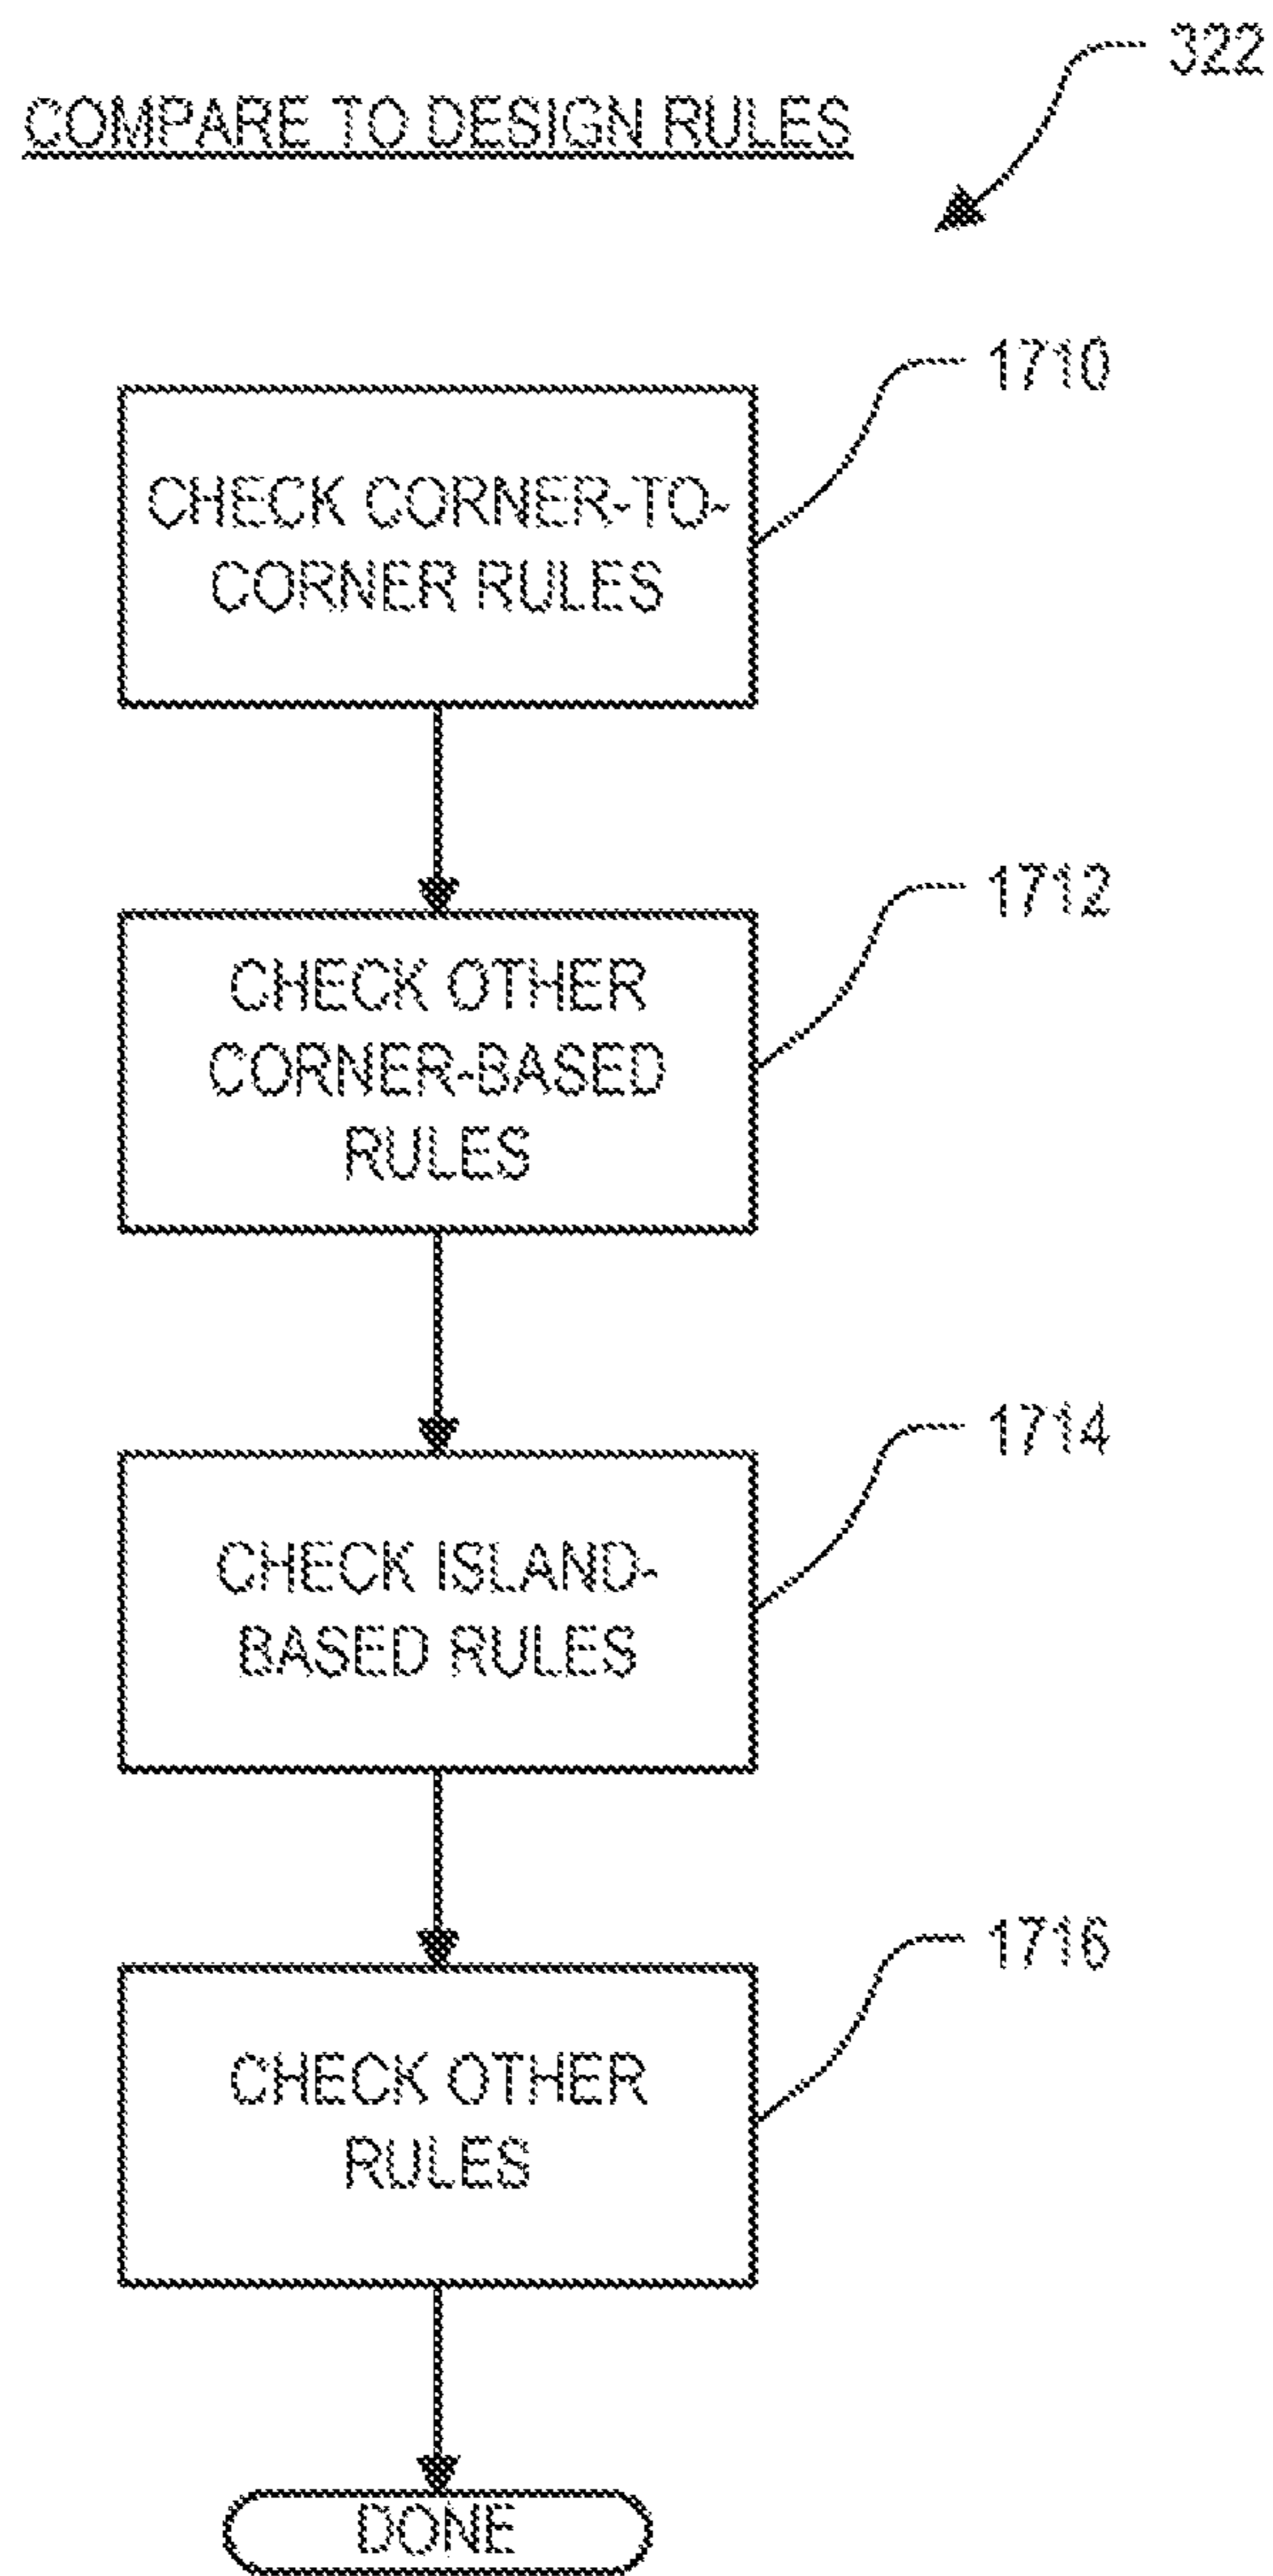 322
COMPARE TO DESIGN RULES
1710
CHECK CORNER-TO-
CORNER RULES
1712
CHECK OTHER
CORNER-BASED
RULES
1714
CHECK ISLAND-
BASED RULES
1716
CHECK OTHER
RULES
DONE